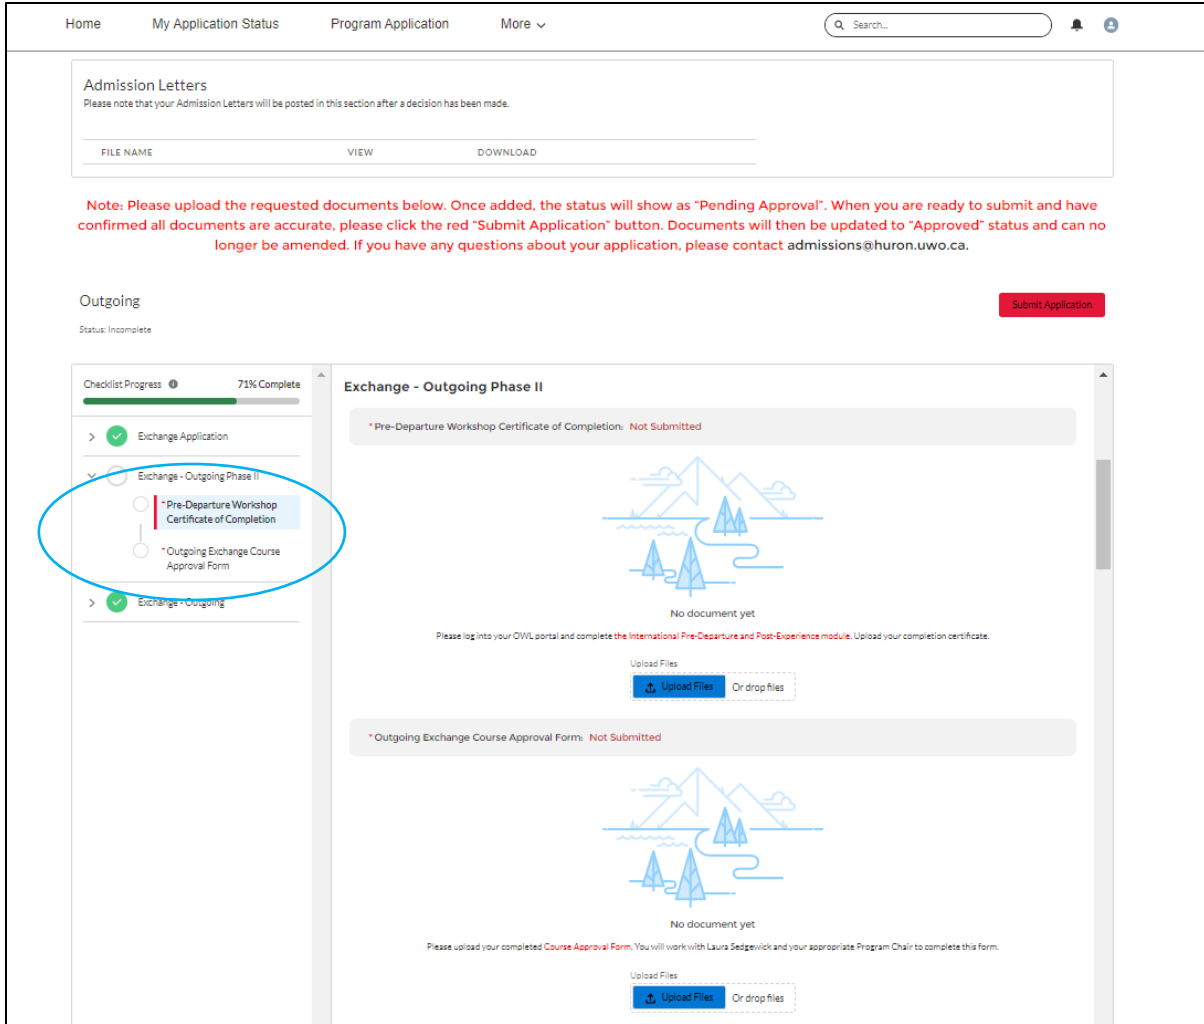 Home My Application Status Program Application More Search...
Admission Letters
Please note that your Admission Letters will be posted in this section after a decision has been made.
FILE NAME VIEW DOWNLOAD
Note: Please upload the requested documents below. Once added, the status will show as "Pending Approval". When you are ready to submit and have
confirmed all documents are accurate, please click the red "Submit Application" button. Documents will then be updated to "Approved" status and can no
longer be amended. If you have any questions about your application, please contact admissions@huron.uwo.ca.
Outgoing
Submit Application
Status: Incomplete
Checklist Progress 71% Complete
Exchange Application
Exchange - Outgoing Phase II
*Pre-Departure Workshop
Certificate of Completion
*Outgoing Exchange Course
Approval Form
Exchange - Outgoing
Exchange - Outgoing Phase II
*Pre-Departure Workshop Certificate of Completion: Not Submitted
No document yet
Please log into your OWL portal and complete the International Pre-Departure and Post-Experience module. Upload your completion certificate.
Upload Files
Upload Files Or drop files
*Outgoing Exchange Course Approval Form: Not Submitted
No document yet
Please upload your completed Course Approval Form. You will work with Laura Sedgewick and your appropriate Program Chair to complete this form.
Upload Files
Upload Files Or drop files